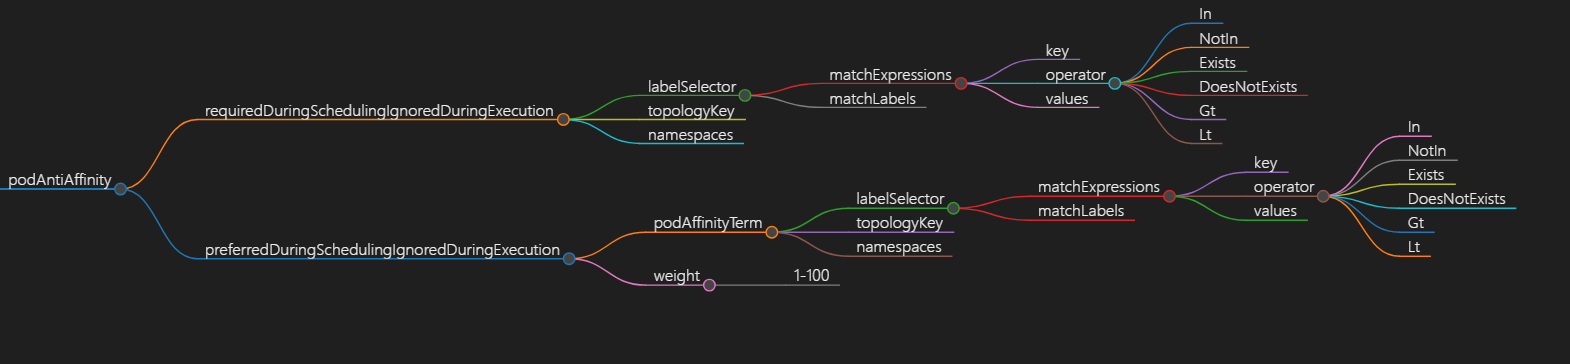 podAntiAffinity
requiredDuringSchedulingIgnoredDuringExecution
labelSelector
matchExpressions
key
operator
In
NotIn
Exists
DoesNotExists
Gt
Lt
values
matchLabels
topologyKey
namespaces
preferredDuringSchedulingIgnoredDuringExecution
podAffinityTerm
labelSelector
matchExpressions
key
operator
In
NotIn
Exists
DoesNotExists
Gt
Lt
values
matchLabels
topologyKey
namespaces
weight
1-100